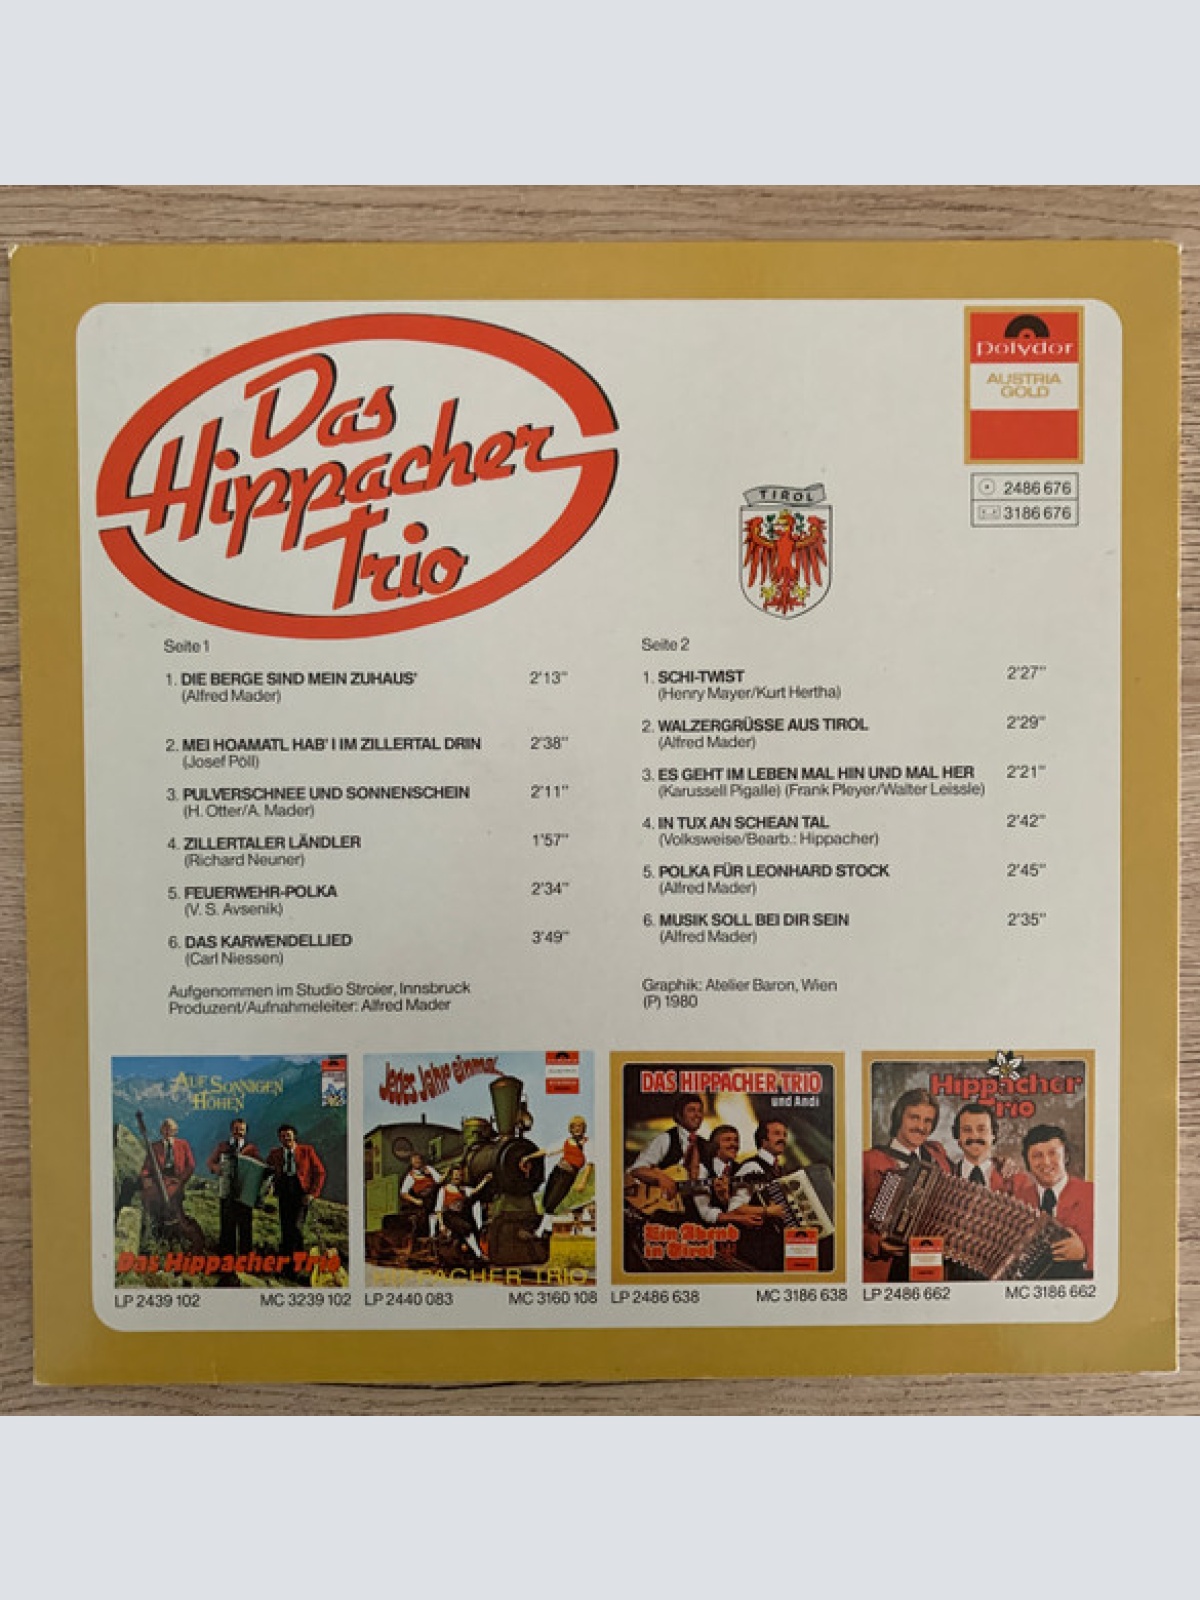 Das
Hippacher
Trio
polydor
AUSTRIA
GOLD
2486 676
3186 676
TIROL
Seite 1
1. DIE BERGE SIND MEIN ZUHAUS' 2'13"
(Alfred Mader)
2. MEI HOAMATL HAB' I IM ZILLERTAL DRIN 2'38"
(Josef Pöll)
3. PULVERSCHNEE UND SONNENSCHEIN 2'11"
(H. Otter/A. Mader)
4. ZILLERTALER LÄNDLER 1'57"
(Richard Neuner)
5. FEUERWEHR-POLKA 2'34"
(V. S. Avsenik)
6. DAS KARWENDELLIED 3'49"
(Carl Niessen)
Aufgenommen im Studio Stroier, Innsbruck
Produzent/Aufnahmeleiter: Alfred Mader
Seite 2
1. SCHI-TWIST 2'27"
(Henry Mayer/Kurt Hertha)
2. WALZERGRÜSSE AUS TIROL 2'29"
(Alfred Mader)
3. ES GEHT IM LEBEN MAL HIN UND MAL HER 2'21"
(Karussell Pigalle) (Frank Pleyer/Walter Leissle)
4. IN TUX AN SCHEAN TAL 2'42"
(Volksweise/Bearb.: Hippacher)
5. POLKA FÜR LEONHARD STOCK 2'45"
(Alfred Mader)
6. MUSIK SOLL BEI DIR SEIN 2'35"
(Alfred Mader)
Graphik: Atelier Baron, Wien
(P) 1980
AUF SONNIGEN
HÖHEN
Das Hippacher Trio
LP 2439 102 MC 3239 102
Jedes Jahr einmal
HIPPACHER TRIO
LP 2440 083 MC 3160 108
DAS HIPPACHER TRIO
und Andi
Ein Abend
in Tirol
LP 2486 638 MC 3186 638
Hippacher
Trio
LP 2486 662 MC 3186 662